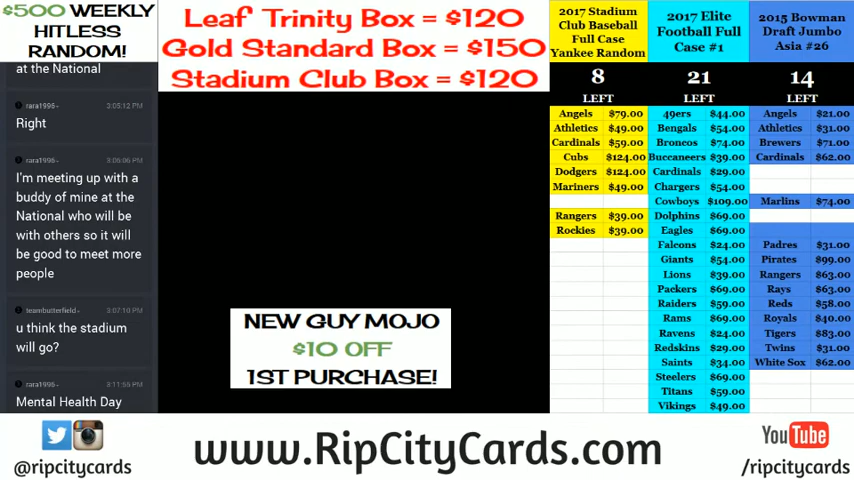 $500 WEEKLY
HITLESS
RANDOM!
at the National
rara1996- 3:05:12 PM
Right
rara1996- 3:06:06 PM
I'm meeting up with a
buddy of mine at the
National who will be
with others so it will
be good to meet more
people
teambutterfield- 3:07:10 PM
u think the stadium
will go?
rara1996- 3:11:55 PM
Mental Health Day
Leaf Trinity Box = $120
Gold Standard Box = $150
Stadium Club Box = $120
NEW GUY MOJO
$10 OFF
1ST PURCHASE!
2017 Stadium
Club Baseball
Full Case
Yankee Random
8
LEFT
Angels $79.00
Athletics $49.00
Cardinals $59.00
Cubs $124.00
Dodgers $124.00
Mariners $49.00
Rangers $39.00
Rockies $39.00
2017 Elite
Football Full
Case #1
21
LEFT
49ers $44.00
Bengals $54.00
Broncos $74.00
Buccaneers $39.00
Cardinals $29.00
Chargers $54.00
Cowboys $109.00
Dolphins $69.00
Eagles $69.00
Falcons $24.00
Giants $54.00
Lions $39.00
Packers $69.00
Raiders $59.00
Rams $69.00
Ravens $24.00
Redskins $29.00
Saints $34.00
Steelers $69.00
Titans $59.00
Vikings $49.00
2015 Bowman
Draft Jumbo
Asia #26
14
LEFT
Angels $21.00
Athletics $31.00
Brewers $71.00
Cardinals $62.00
Marlins $74.00
Padres $31.00
Pirates $99.00
Rangers $63.00
Rays $63.00
Reds $58.00
Royals $40.00
Tigers $83.00
Twins $31.00
White Sox $62.00
@ripcitycards
www.RipCityCards.com
You Tube
/ripcitycards